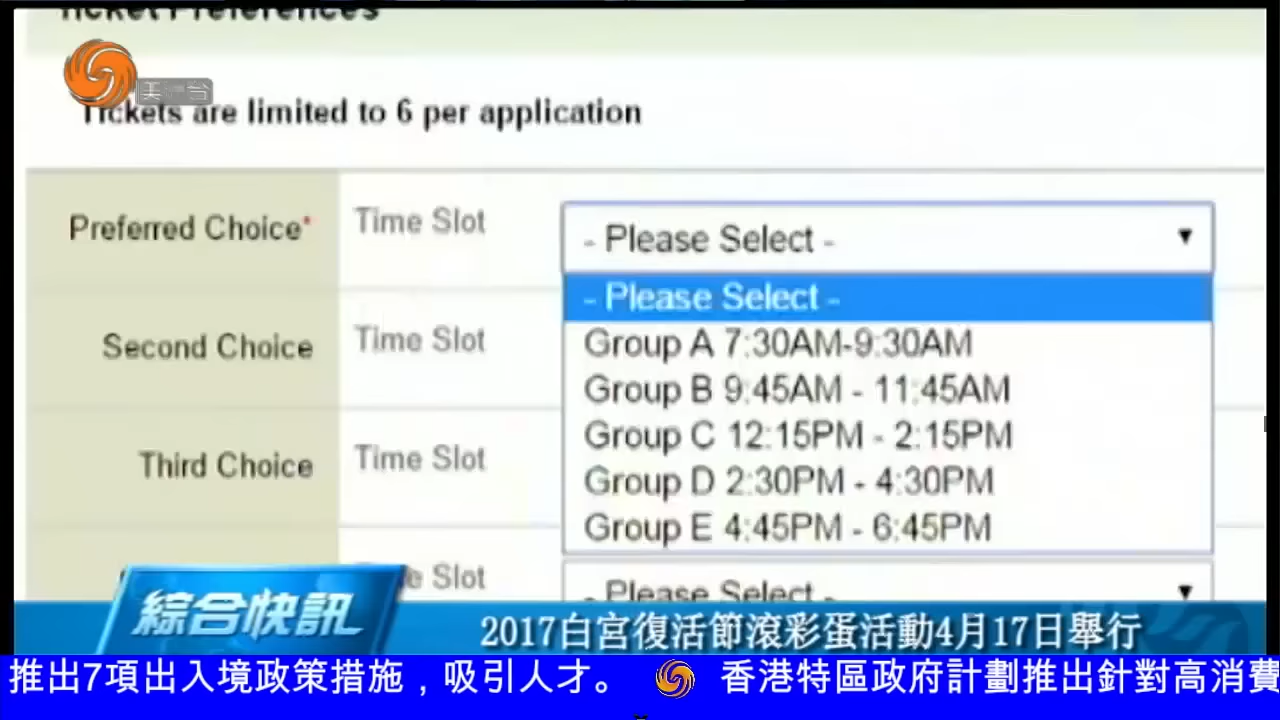 Ticket Preferences
美洲台
Tickets are limited to 6 per application
Preferred Choice* Time Slot - Please Select -
- Please Select -
Group A 7:30AM-9:30AM
Second Choice Time Slot
Group B 9:45AM - 11:45AM
Group C 12:15PM - 2:15PM
Third Choice Time Slot
Group D 2:30PM - 4:30PM
Group E 4:45PM - 6:45PM
Slot - Please Select -
綜合快訊
2017白宮復活節滾彩蛋活動4月17日舉行
推出7項出入境政策措施，吸引人才。 香港特區政府計劃推出針對高消費